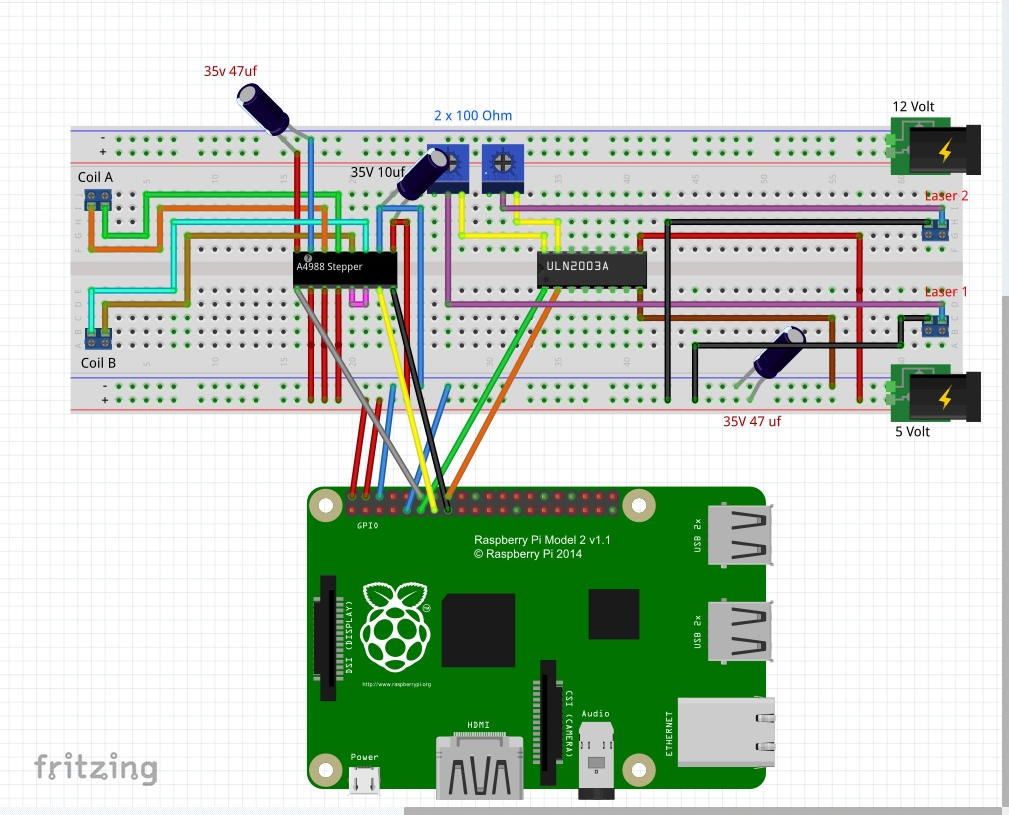 35v 47uf
12 Volt
2 x 100 Ohm
- 
+
35V 10uf
Coil A
Laser 2
A4988 Stepper
ULN2003A
Laser 1
Coil B
-
+
35V 47 uf
5 Volt
GPIO
Raspberry Pi Model 2 v1.1
© Raspberry Pi 2014
USB 2x
DSI (DISPLAY)
TM
USB 2x
http://www.raspberrypi.org
CSI (CAMERA)
Audio
HDMI
ETHERNET
Power
fritzing